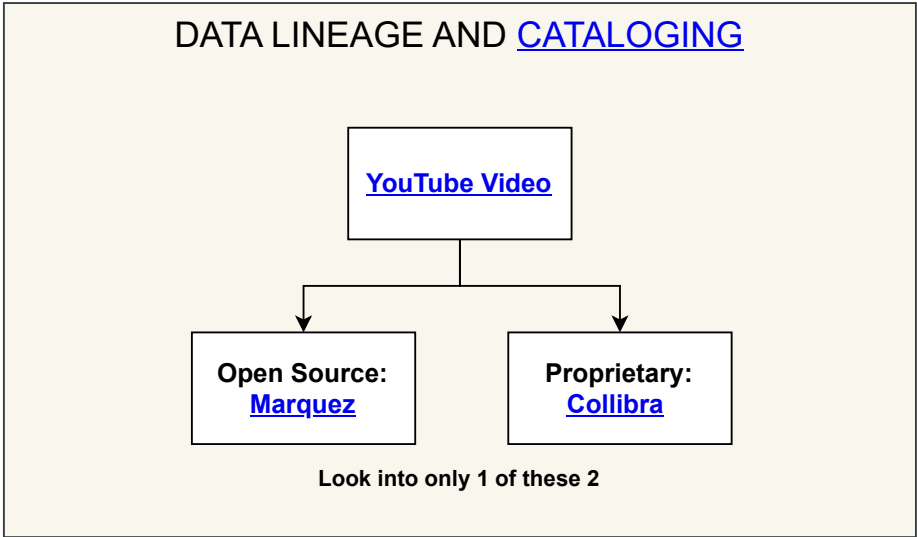 DATA LINEAGE AND CATALOGING
YouTube Video
Open Source:
Marquez
Proprietary:
Collibra
Look into only 1 of these 2